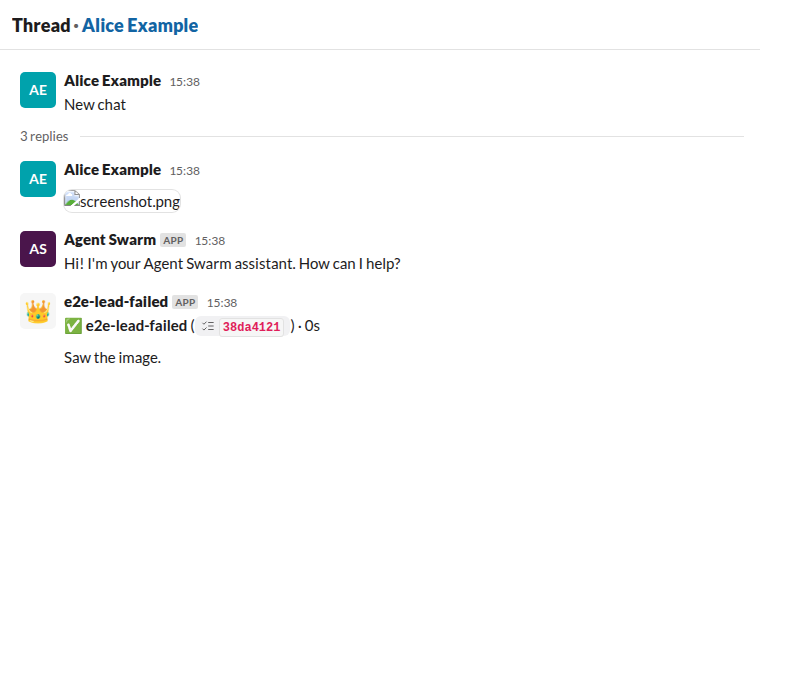 Thread · Alice Example
AE
Alice Example 15:38
New chat
3 replies
AE
Alice Example 15:38
screenshot.png
AS
Agent Swarm APP 15:38
Hi! I'm your Agent Swarm assistant. How can I help?
e2e-lead-failed APP 15:38
✅ e2e-lead-failed ( 38da4121 ) · 0s
Saw the image.